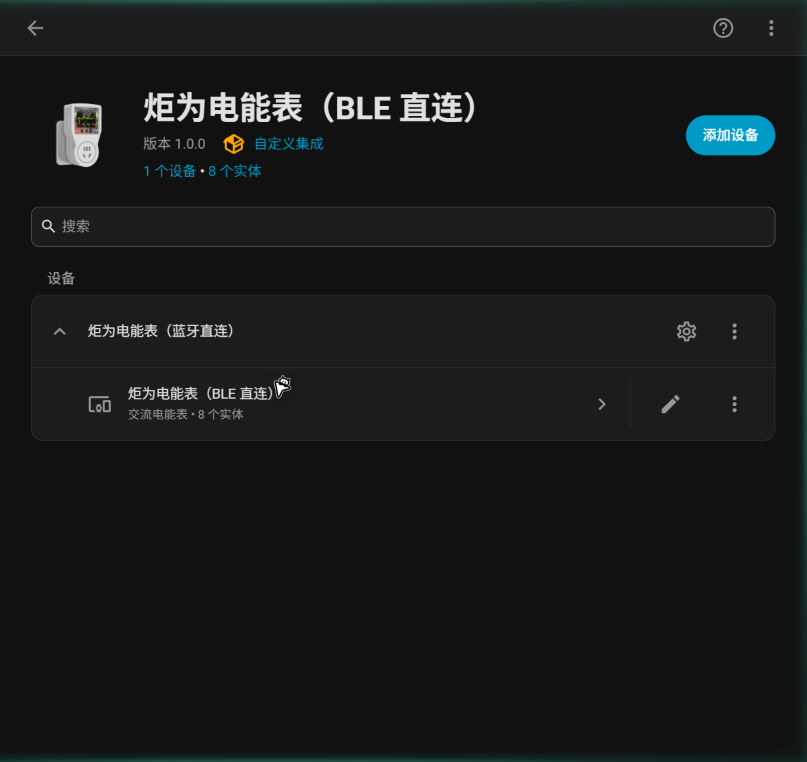 炬为电能表（BLE 直连）
版本 1.0.0 自定义集成
1 个设备 • 8 个实体
添加设备
搜索
设备
炬为电能表（蓝牙直连）
炬为电能表（BLE 直连）
交流电能表 • 8 个实体